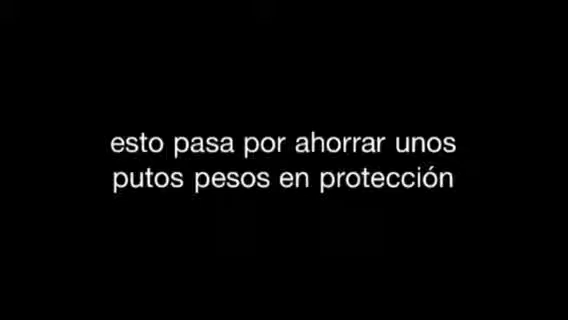 esto pasa por ahorrar unos
putos pesos en protección